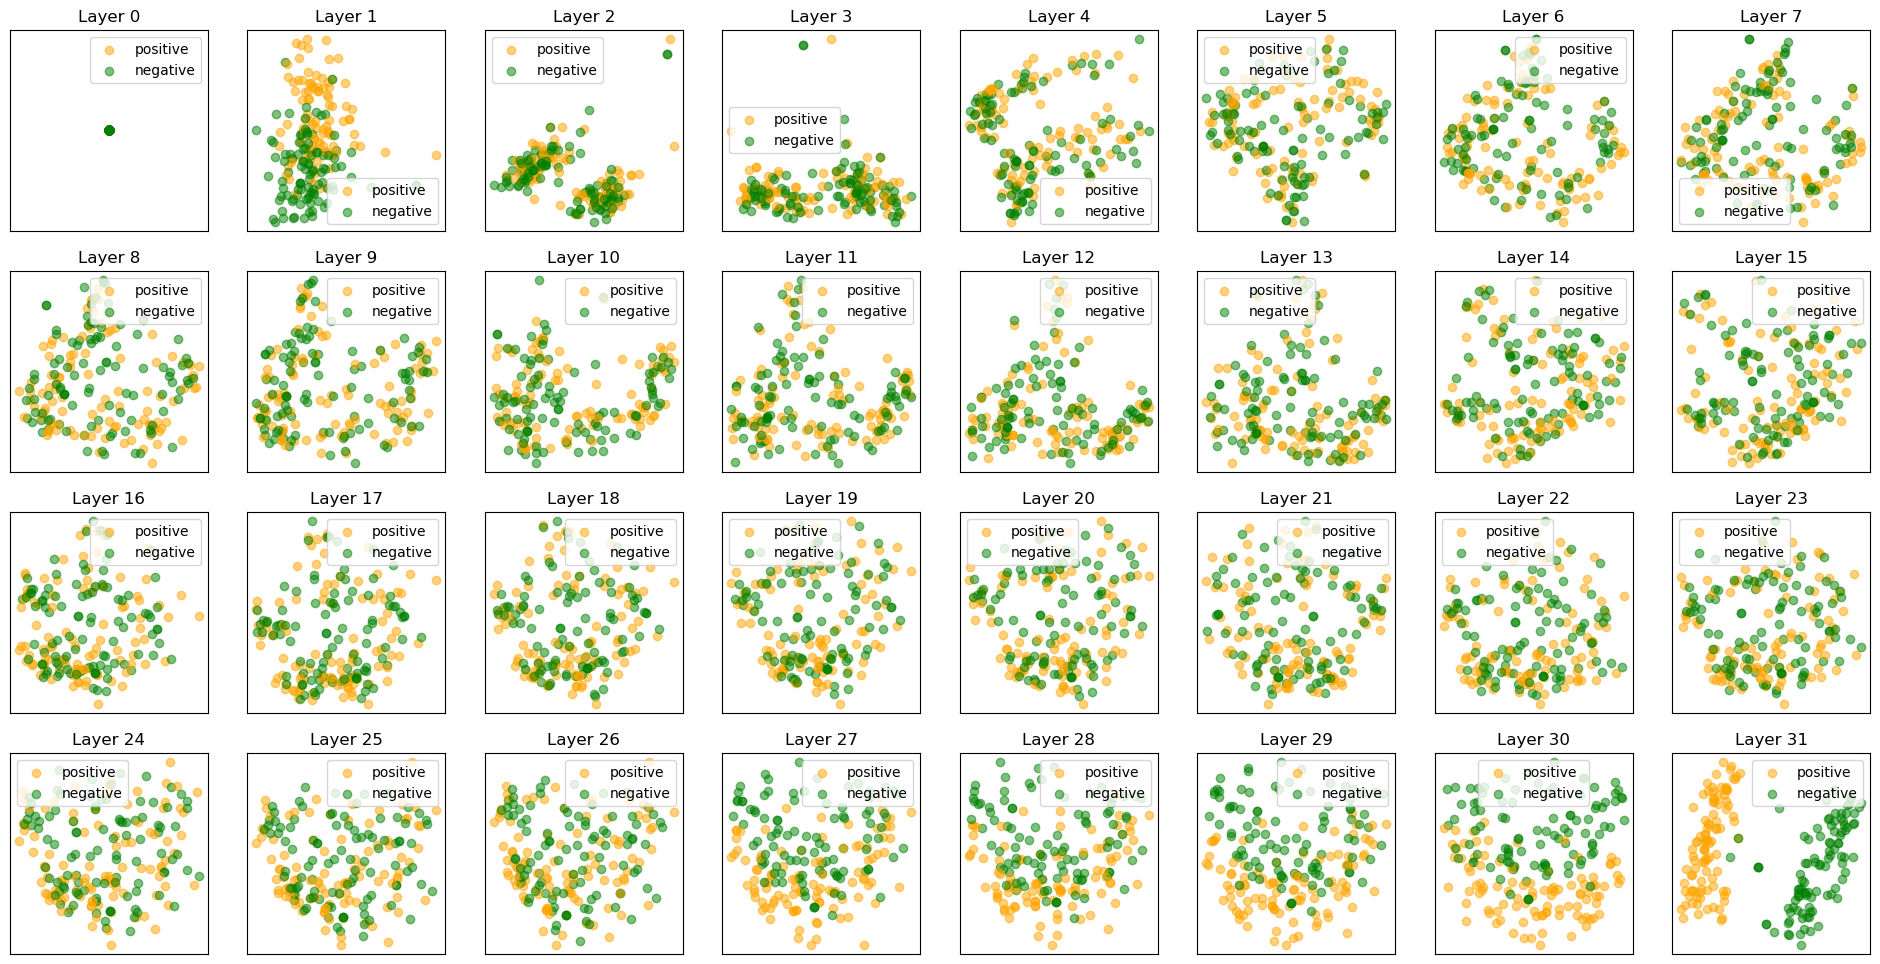 Layer 0
positive
negative
Layer 1
positive
negative
Layer 2
positive
negative
Layer 3
positive
negative
Layer 4
positive
negative
Layer 5
positive
negative
Layer 6
positive
negative
Layer 7
positive
negative
Layer 8
positive
negative
Layer 9
positive
negative
Layer 10
positive
negative
Layer 11
positive
negative
Layer 12
positive
negative
Layer 13
positive
negative
Layer 14
positive
negative
Layer 15
positive
negative
Layer 16
positive
negative
Layer 17
positive
negative
Layer 18
positive
negative
Layer 19
positive
negative
Layer 20
positive
negative
Layer 21
positive
negative
Layer 22
positive
negative
Layer 23
positive
negative
Layer 24
positive
negative
Layer 25
positive
negative
Layer 26
positive
negative
Layer 27
positive
negative
Layer 28
positive
negative
Layer 29
positive
negative
Layer 30
positive
negative
Layer 31
positive
negative